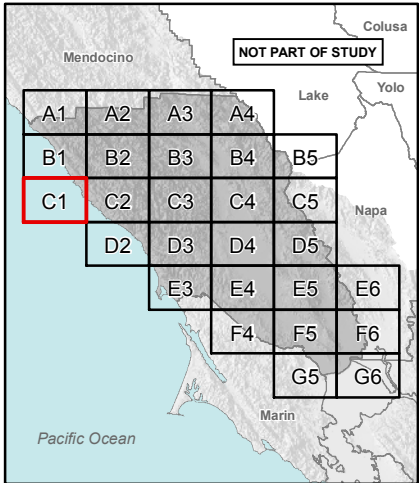 Colusa
Mendocino
NOT PART OF STUDY
Lake
Yolo
A1 A2 A3 A4
B1 B2 B3 B4 B5
C1 C2 C3 C4 C5
Napa
D2 D3 D4 D5
E3 E4 E5 E6
F4 F5 F6
G5 G6
Marin
Pacific Ocean